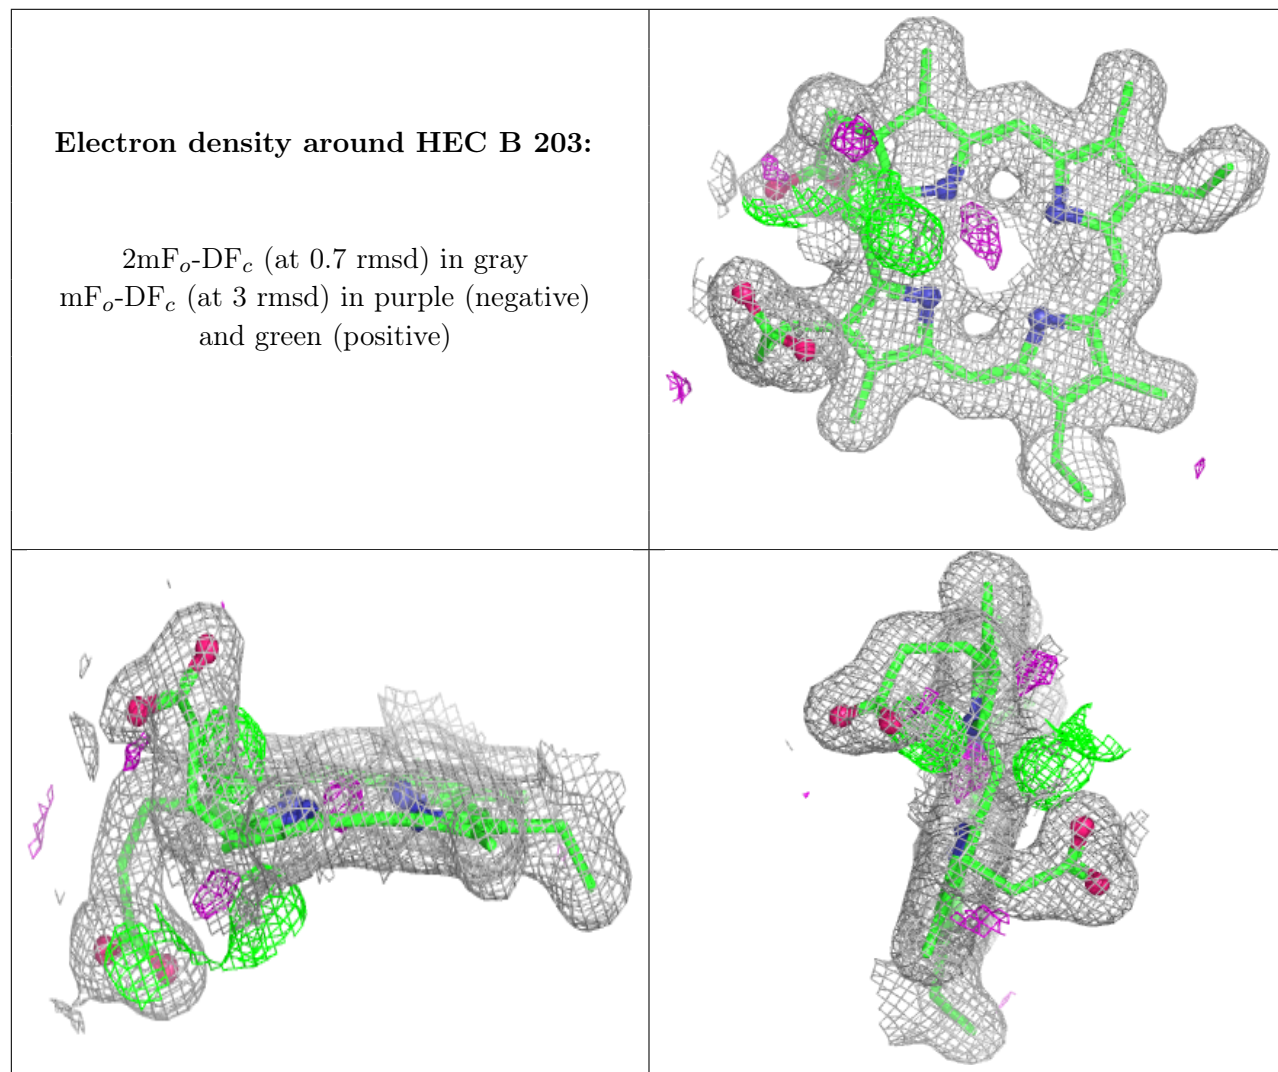 Electron density around HEC B 203:
2mFo-DFc (at 0.7 rmsd) in gray
mFo-DFc (at 3 rmsd) in purple (negative)
and green (positive)